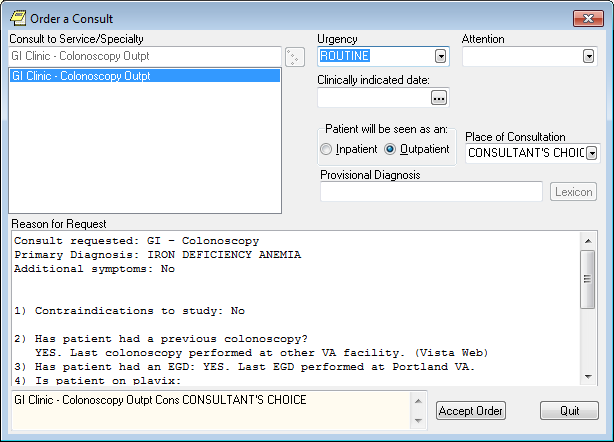 Order a Consult
Consult to Service/Specialty
GI Clinic - Colonoscopy Outpt
GI Clinic - Colonoscopy Outpt
Urgency
ROUTINE
Attention
Clinically indicated date:
...
Patient will be seen as an:
Inpatient
Outpatient
Place of Consultation
CONSULTANT'S CHOIC
Provisional Diagnosis
Lexicon
Reason for Request
Consult requested: GI - Colonoscopy
Primary Diagnosis: IRON DEFICIENCY ANEMIA
Additional symptoms: No
1) Contraindications to study: No
2) Has patient had a previous colonoscopy?
YES. Last colonoscopy performed at other VA facility. (Vista Web)
3) Has patient had an EGD: YES. Last EGD performed at Portland VA.
4) Is patient on plavix:
GI Clinic - Colonoscopy Outpt Cons CONSULTANT'S CHOICE
Accept Order
Quit